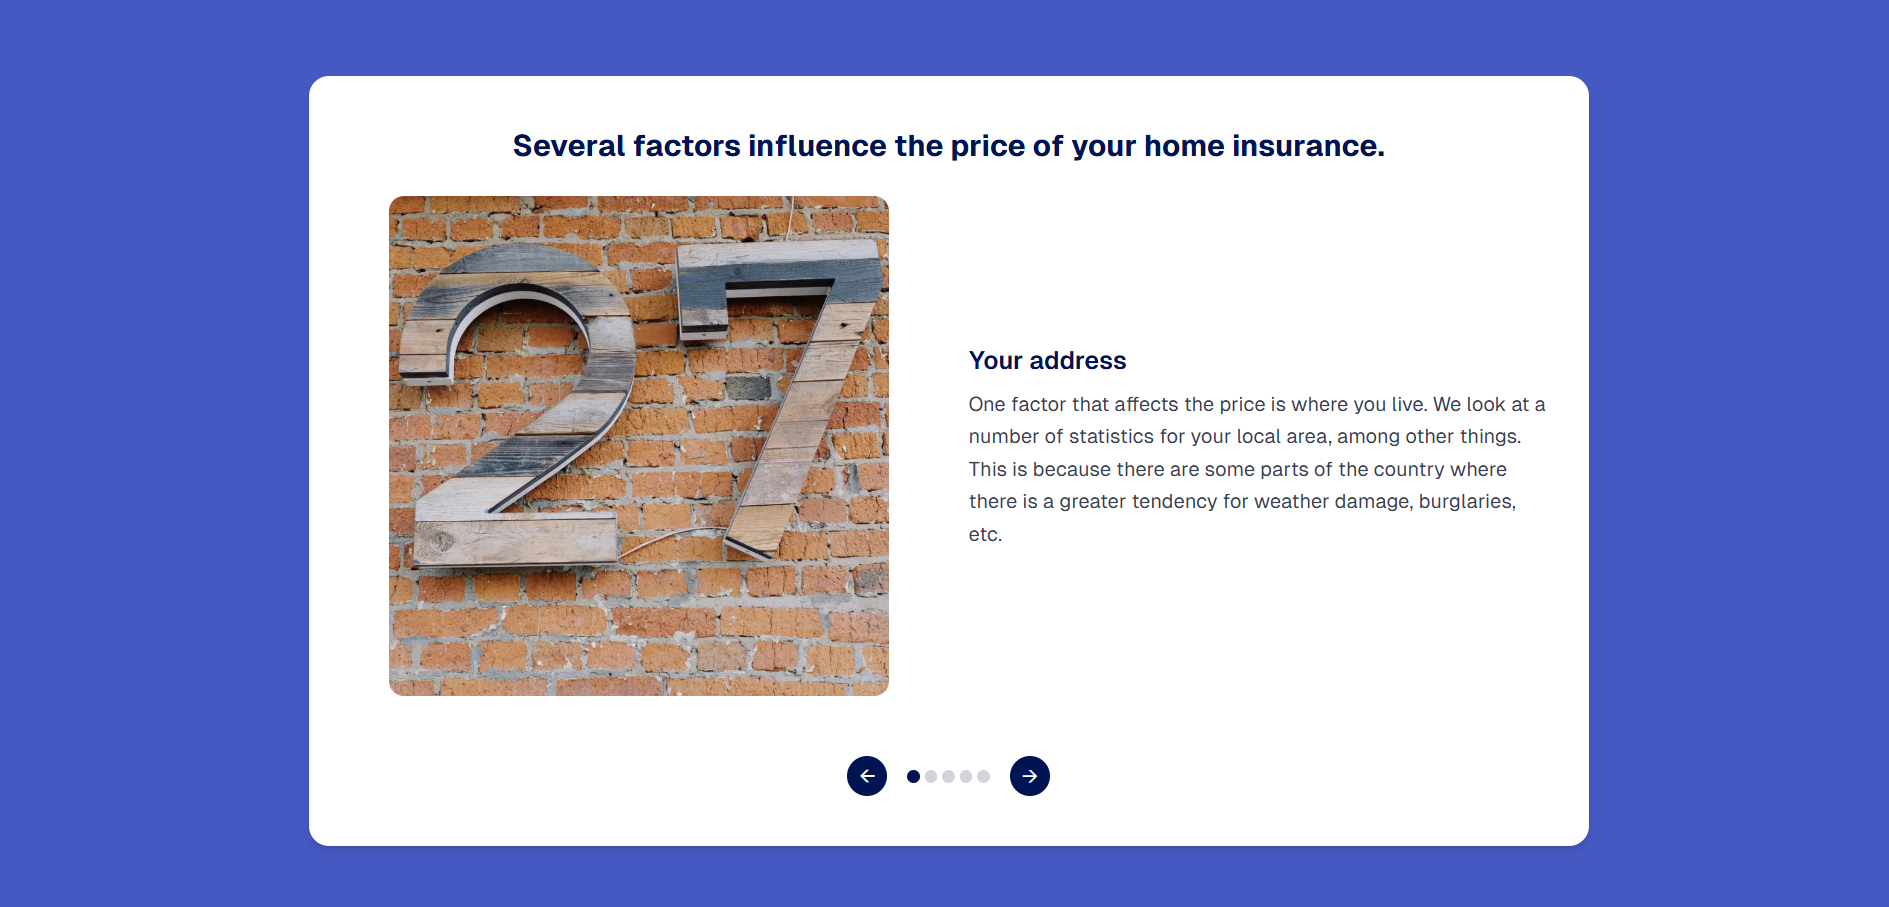 Several factors influence the price of your home insurance.
27
Your address
One factor that affects the price is where you live. We look at a
number of statistics for your local area, among other things.
This is because there are some parts of the country where
there is a greater tendency for weather damage, burglaries,
etc.